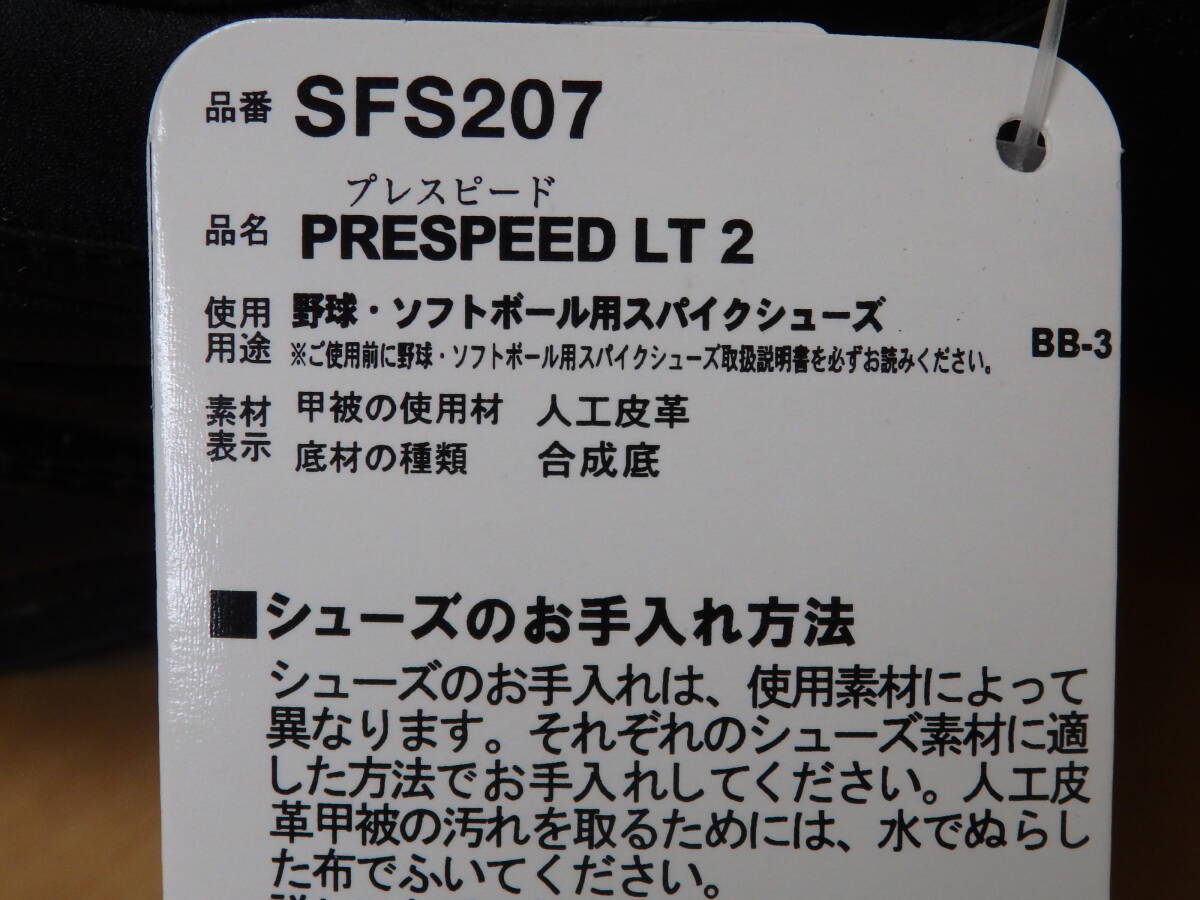 品番 SFS207
プレスピード
品名 PRESPEED LT 2
使用 野球・ソフトボール用スパイクシューズ
用途 ※ご使用前に野球・ソフトボール用スパイクシューズ取扱説明書を必ずお読みください。 BB-3
素材 甲被の使用材 人工皮革
表示 底材の種類 合成底
■シューズのお手入れ方法
シューズのお手入れは、使用素材によって
異なります。それぞれのシューズ素材に適
した方法でお手入れしてください。人工皮
革甲被の汚れを取るためには、水でぬらし
た布でふいてください。